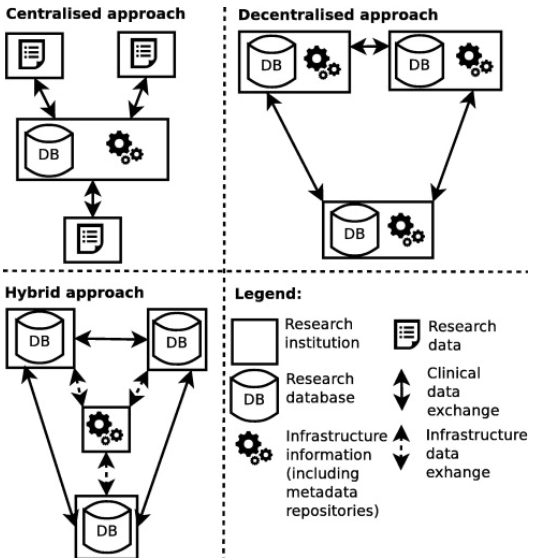 Centralised approach
DB
Decentralised approach
DB
DB
DB
Hybrid approach
DB
DB
DB
Legend:
Research
institution
Research
data
DB
Research
database
Clinical
data
exchange
Infrastructure
information
(including
metadata
repositories)
Infrastructure
data
exhange